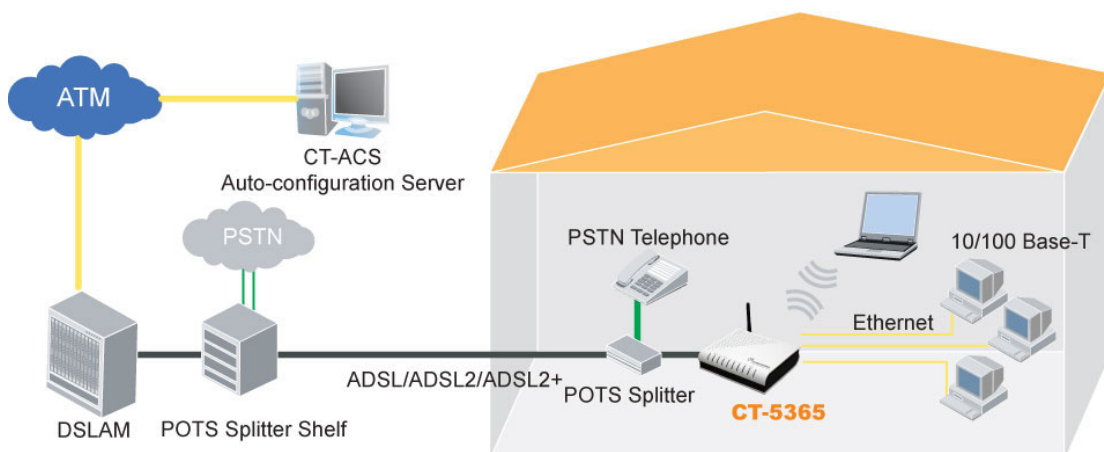 ATM
CT-ACS
Auto-configuration Server
PSTN
PSTN Telephone
10/100 Base-T
Ethernet
ADSL/ADSL2/ADSL2+
POTS Splitter
CT-5365
DSLAM
POTS Splitter Shelf